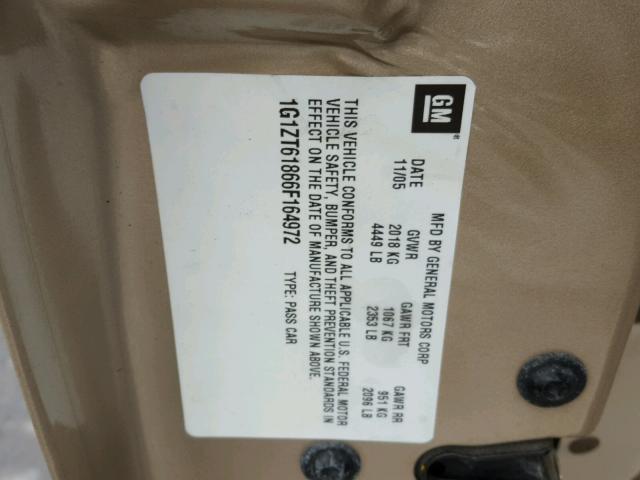 GM
MFD BY GENERAL MOTORS CORP
DATE GVWR GAWR FRT GAWR RR
11/05 2018 KG 1067 KG 951 KG
4449 LB 2353 LB 2096 LB
THIS VEHICLE CONFORMS TO ALL APPLICABLE U.S. FEDERAL MOTOR
VEHICLE SAFETY, BUMPER, AND THEFT PREVENTION STANDARDS IN
EFFECT ON THE DATE OF MANUFACTURE SHOWN ABOVE.
1G1ZT61866F164972 TYPE: PASS CAR